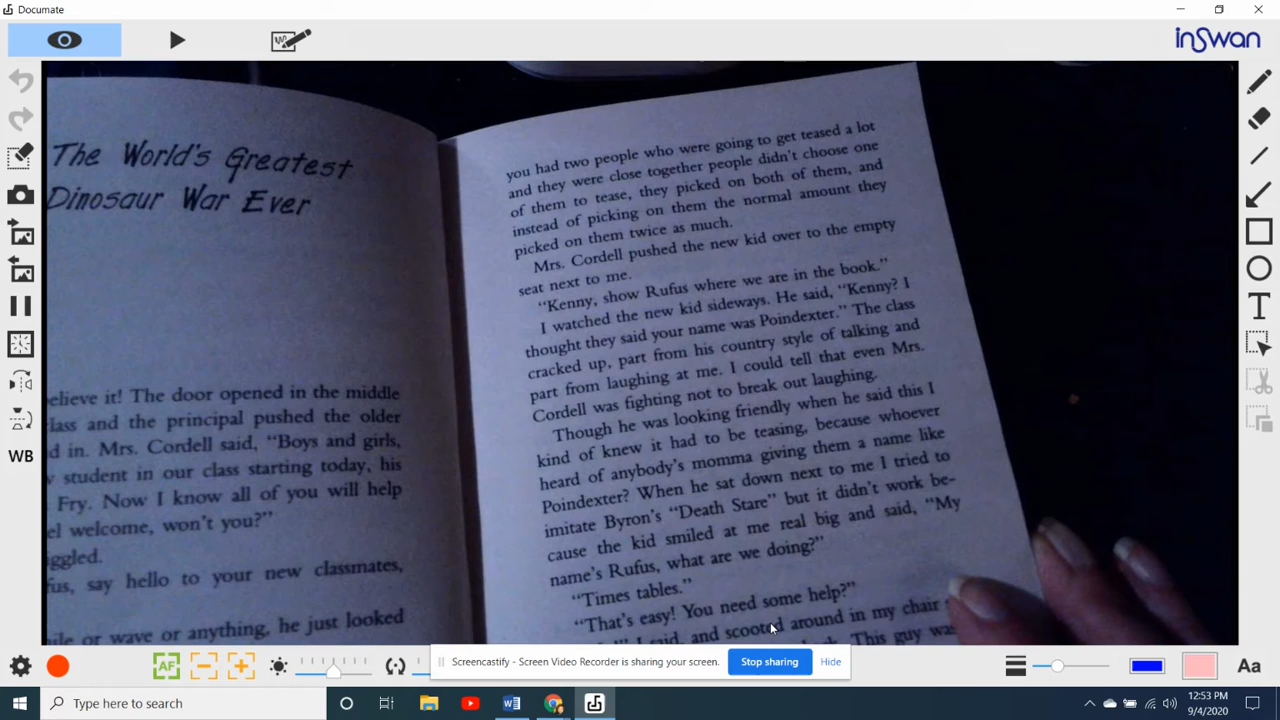 Documate
inSwan
The World's Greatest
Dinosaur War Ever
believe it! The door opened in the middle
class and the principal pushed the older
in. Mrs. Cordell said, "Boys and girls,
student in our class starting today, his
Fry. Now I know all of you will help
welcome, won't you?"
say hello to your new classmates,
or wave or anything, he just looked
you had two people who were going to get teased a lot
and they were close together people didn't choose one
of them to tease, they picked on both of them, and
instead of picking on them the normal amount they
picked on them twice as much.
Mrs. Cordell pushed the new kid over to the empty
seat next to me.
"Kenny, show Rufus where we are in the book."
I watched the new kid sideways. He said, "Kenny? I
thought they said your name was Poindexter." The class
cracked up, part from his country style of talking and
part from laughing at me. I could tell that even Mrs.
Cordell was fighting not to break out laughing.
Though he was looking friendly when he said this I
kind of knew it had to be teasing, because whoever
heard of anybody's momma giving them a name like
Poindexter? When he sat down next to me I tried to
imitate Byron's "Death Stare" but it didn't work be-
cause the kid smiled at me real big and said, "My
name's Rufus, what are we doing?"
"Times tables."
"That's easy! You need some help?"
I said, and scooted around in my chair
This guy was
WB
T
AF
Screencastify - Screen Video Recorder is sharing your screen.
Stop sharing
Hide
Aa
Type here to search
12:53 PM
9/4/2020